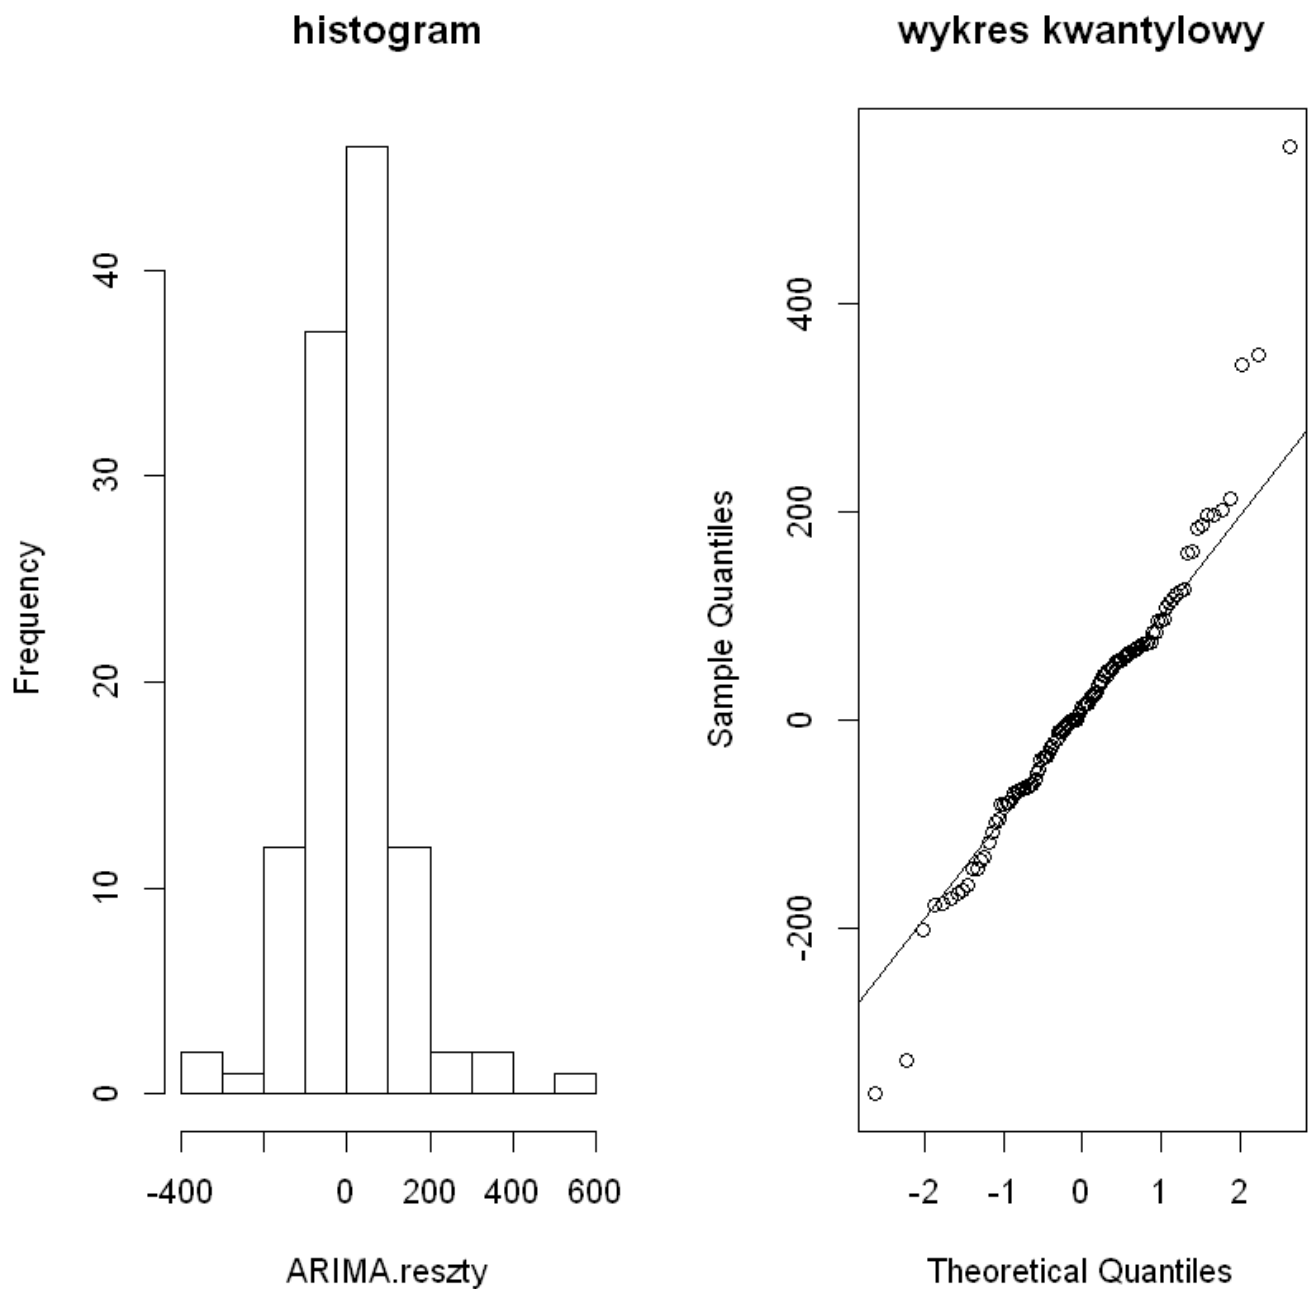 histogram
Frequency
40
30
20
10
0
-400 0 200 400 600
ARIMA.reszty
wykres kwantylowy
Sample Quantiles
400
200
0
-200
-2 -1 0 1 2
Theoretical Quantiles